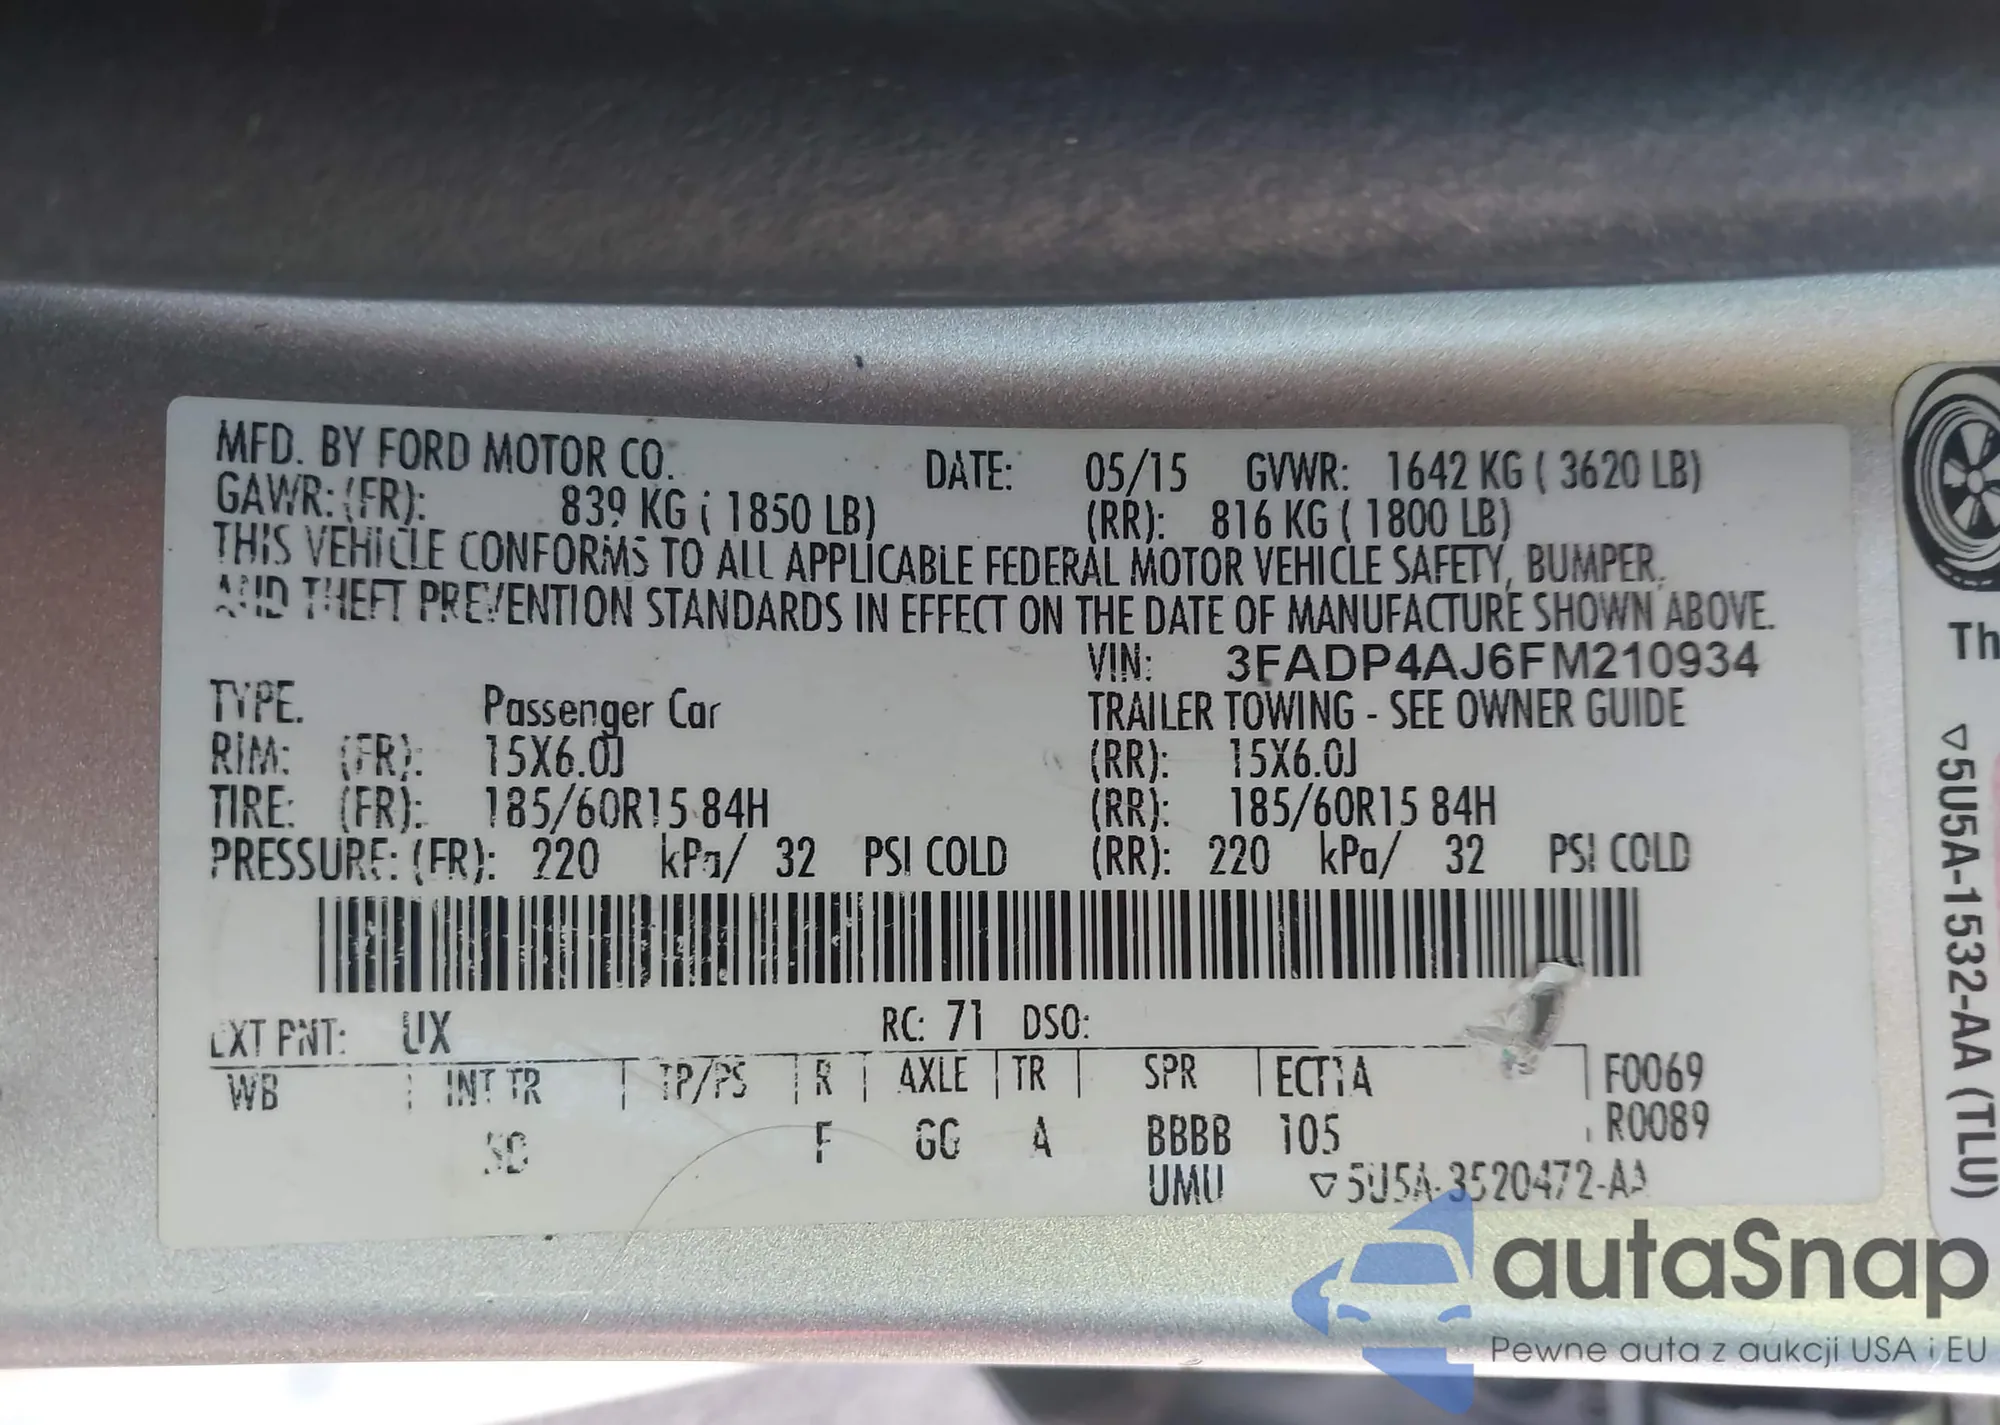 MFD. BY FORD MOTOR CO. DATE: 05/15 GVWR: 1642 KG ( 3620 LB)
GAWR: (FR): 839 KG ( 1850 LB) (RR): 816 KG ( 1800 LB)
THIS VEHICLE CONFORMS TO ALL APPLICABLE FEDERAL MOTOR VEHICLE SAFETY, BUMPER,
AND THEFT PREVENTION STANDARDS IN EFFECT ON THE DATE OF MANUFACTURE SHOWN ABOVE.
VIN: 3FADP4AJ6FM210934
TYPE. Passenger Car TRAILER TOWING - SEE OWNER GUIDE
RIM: (FR): 15X6.0J (RR): 15X6.0J
TIRE: (FR): 185/60R15 84H (RR): 185/60R15 84H
PRESSURE: (FR): 220 kPa/ 32 PSI COLD (RR): 220 kPa/ 32 PSI COLD
EXT PNT: UX RC: 71 DSO:
WB INT TR TP/PS R AXLE TR SPR ECT1A F0069
F GG A BBBB 105 R0089
UMU ▽5U5A-3520472-AA
Th
▽5U5A-1532-AA (TLU)
autaSnap
Pewne auta z aukcji USA i EU